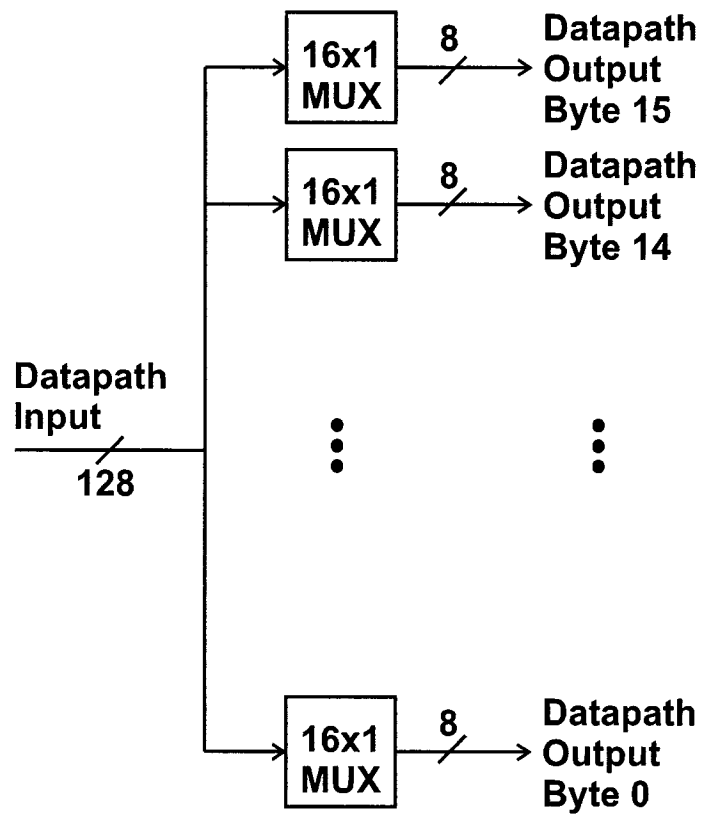 8
Datapath
Output
Byte 15
16x1
MUX
8
Datapath
Output
Byte 14
16x1
MUX
Datapath
Input
128
8
Datapath
Output
Byte 0
16x1
MUX